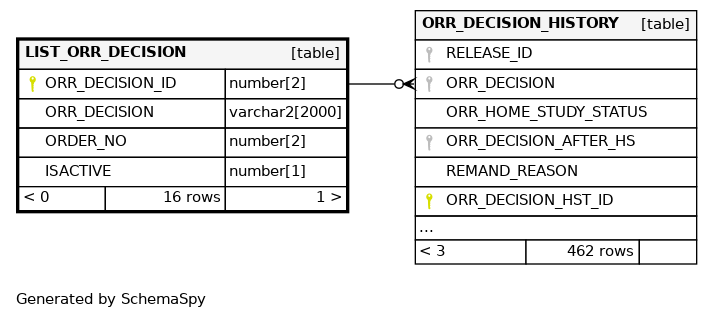 LIST_ORR_DECISION [table]
ORR_DECISION_ID number[2]
ORR_DECISION varchar2[2000]
ORDER_NO number[2]
ISACTIVE number[1]
< 0 16 rows 1 >
ORR_DECISION_HISTORY [table]
RELEASE_ID
ORR_DECISION
ORR_HOME_STUDY_STATUS
ORR_DECISION_AFTER_HS
REMAND_REASON
ORR_DECISION_HST_ID
...
< 3 462 rows
Generated by SchemaSpy